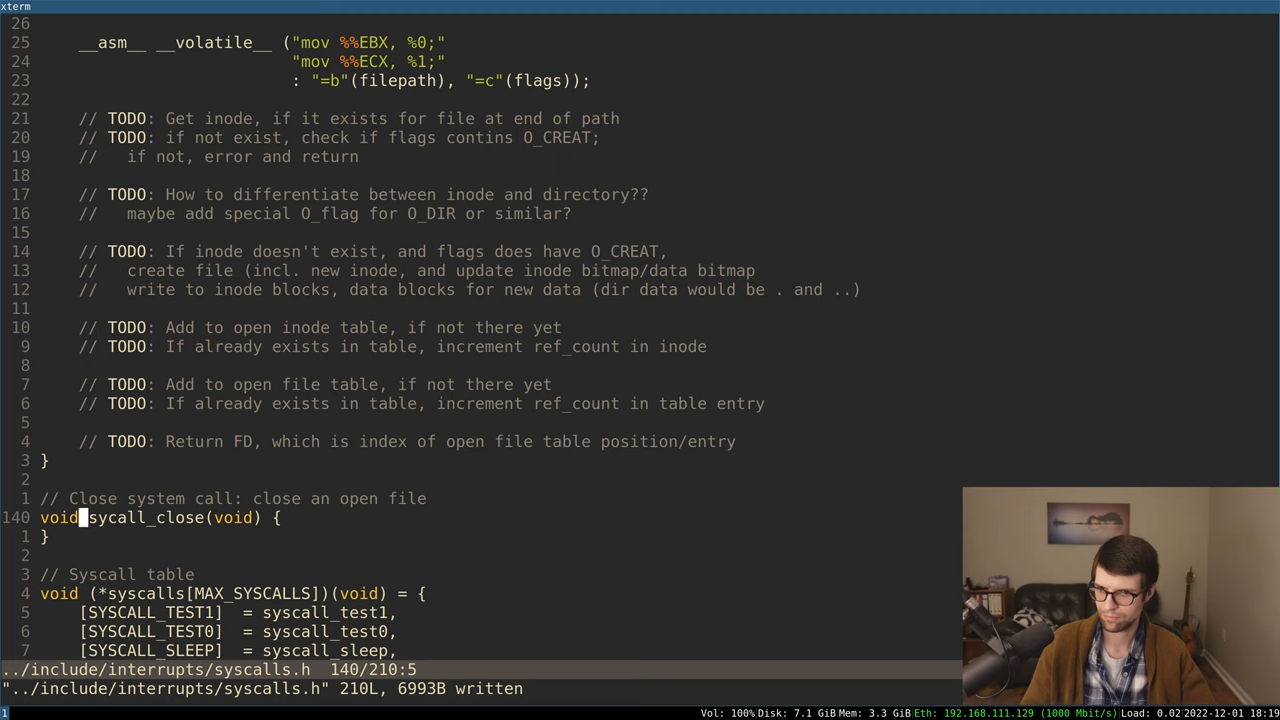 xterm
26
25     __asm__ __volatile__ ("mov %%EBX, %0;"
24                           "mov %%ECX, %1;"
23                           : "=b"(filepath), "=c"(flags));
22
21     // TODO: Get inode, if it exists for file at end of path
20     // TODO: if not exist, check if flags contins O_CREAT;
19     //   if not, error and return
18
17     // TODO: How to differentiate between inode and directory??
16     //   maybe add special O_flag for O_DIR or similar?
15
14     // TODO: If inode doesn't exist, and flags does have O_CREAT,
13     //   create file (incl. new inode, and update inode bitmap/data bitmap
12     //   write to inode blocks, data blocks for new data (dir data would be . and ..)
11
10     // TODO: Add to open inode table, if not there yet
9     // TODO: If already exists in table, increment ref_count in inode
8
7     // TODO: Add to open file table, if not there yet
6     // TODO: If already exists in table, increment ref_count in table entry
5
4     // TODO: Return FD, which is index of open file table position/entry
3 }
2
1 // Close system call: close an open file
140 void sycall_close(void) {
1 }
2
3 // Syscall table
4 void (*syscalls[MAX_SYSCALLS])(void) = {
5     [SYSCALL_TEST1]  = syscall_test1,
6     [SYSCALL_TEST0]  = syscall_test0,
7     [SYSCALL_SLEEP]  = syscall_sleep,
../include/interrupts/syscalls.h  140/210:5
"../include/interrupts/syscalls.h" 210L, 6993B written
1 Vol: 100% Disk: 7.1 GiB Mem: 3.3 GiB Eth: 192.168.111.129 (1000 Mbit/s) Load: 0.02 2022-12-01 18:19